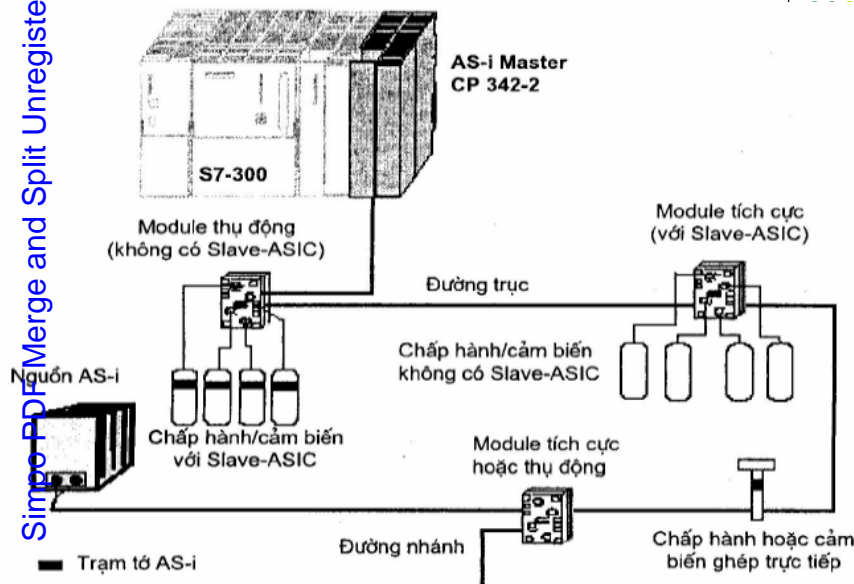 Simpo PDF Merge and Split Unregiste
AS-i Master
CP 342-2
S7-300
Module thụ động
(không có Slave-ASIC)
Module tích cực
(với Slave-ASIC)
Đường trục
Chấp hành/cảm biến
không có Slave-ASIC
Nguồn AS-i
Chấp hành/cảm biến
với Slave-ASIC
Module tích cực
hoặc thụ động
Đường nhánh
Chấp hành hoặc cảm
biến ghép trực tiếp
Trạm tớ AS-i